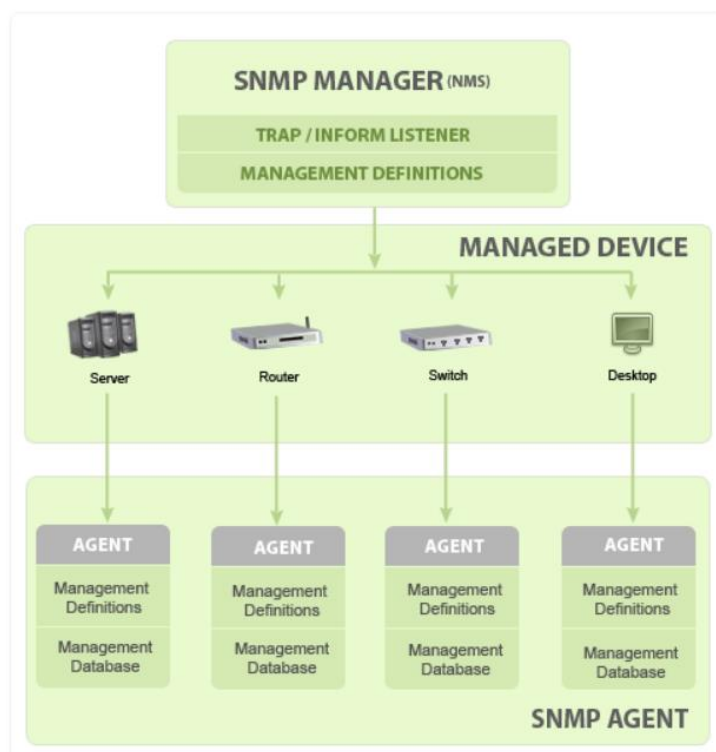 SNMP MANAGER (NMS)
TRAP / INFORM LISTENER
MANAGEMENT DEFINITIONS
MANAGED DEVICE
Server
Router
Switch
Desktop
AGENT
Management
Definitions
Management
Database
AGENT
Management
Definitions
Management
Database
AGENT
Management
Definitions
Management
Database
AGENT
Management
Definitions
Management
Database
SNMP AGENT